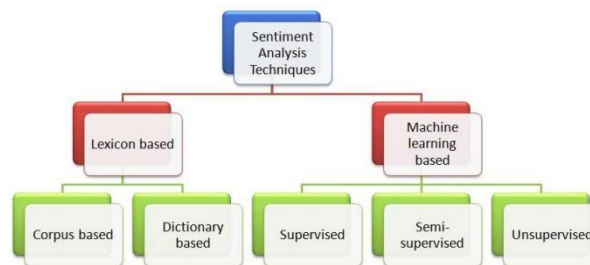 Sentiment
Analysis
Techniques
Lexicon based
Machine
learning
based
Corpus based
Dictionary
based
Supervised
Semi-
supervised
Unsupervised